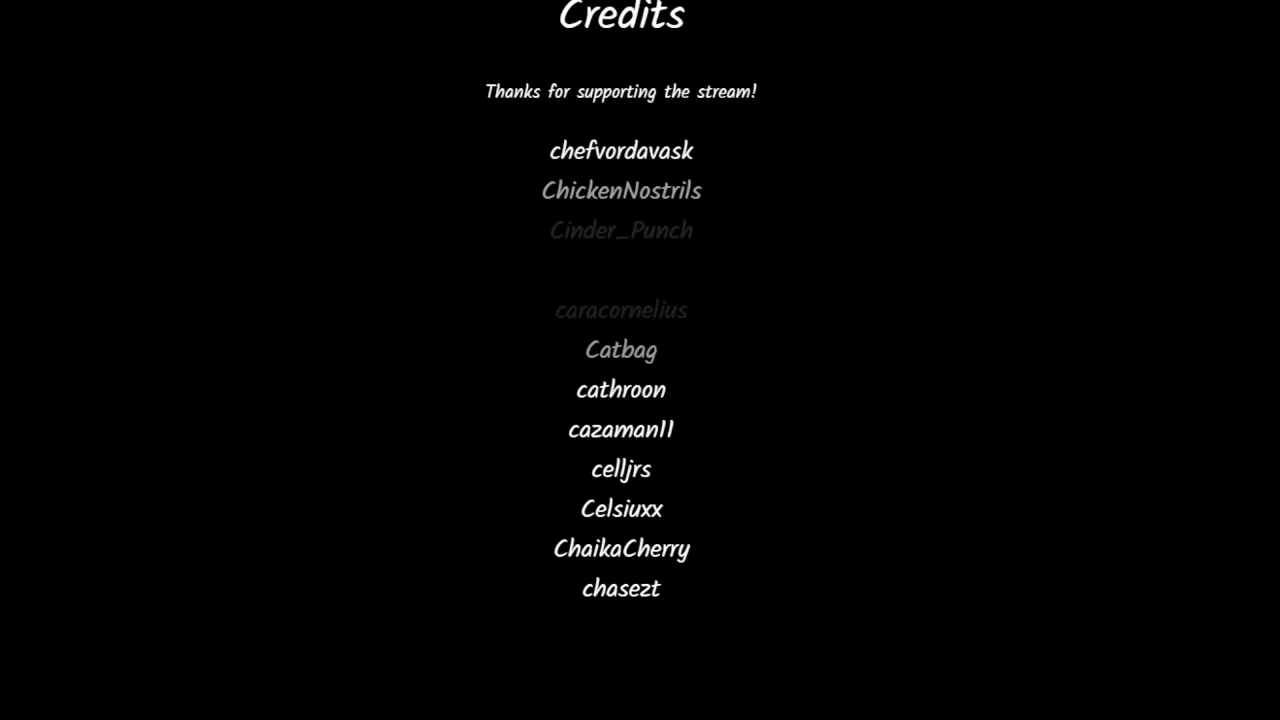 Credits
Thanks for supporting the stream!
chefvordavask
ChickenNostrils
Cinder_Punch
caracornelius
Catbag
cathroon
cazaman11
celljrs
Celsiuxx
ChaikaCherry
chasezt